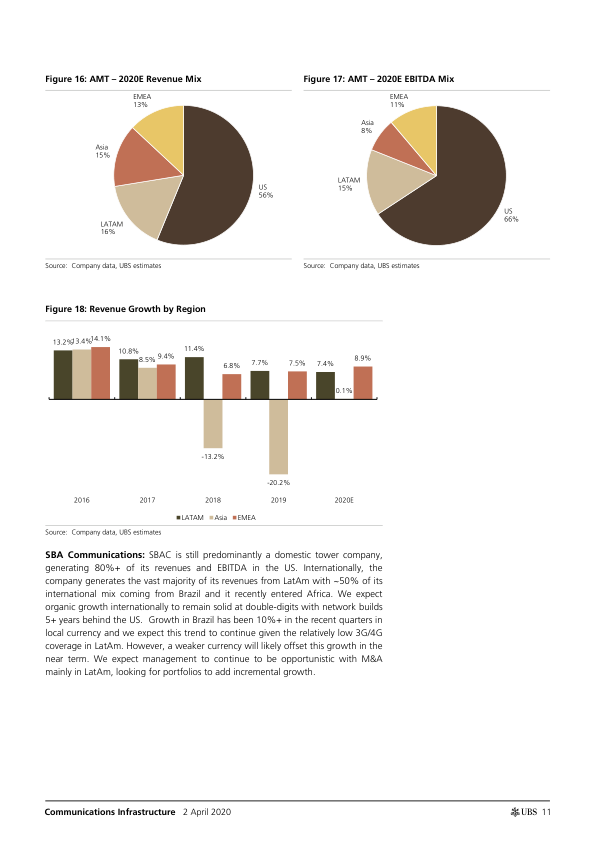 Figure 16: AMT – 2020E Revenue Mix
EMEA
13%
Asia
15%
US
56%
LATAM
16%
Source: Company data, UBS estimates
Figure 17: AMT – 2020E EBITDA Mix
EMEA
11%
Asia
8%
LATAM
15%
US
66%
Source: Company data, UBS estimates
Figure 18: Revenue Growth by Region
13.2% 13.4% 14.1%
10.8% 8.5% 9.4%
11.4% -13.2% 6.8%
7.7% -20.2% 7.5%
7.4% 0.1% 8.9%
2016 2017 2018 2019 2020E
LATAM Asia EMEA
Source: Company data, UBS estimates
SBA Communications: SBAC is still predominantly a domestic tower company,
generating 80%+ of its revenues and EBITDA in the US. Internationally, the
company generates the vast majority of its revenues from LatAm with ~50% of its
international mix coming from Brazil and it recently entered Africa. We expect
organic growth internationally to remain solid at double-digits with network builds
5+ years behind the US. Growth in Brazil has been 10%+ in the recent quarters in
local currency and we expect this trend to continue given the relatively low 3G/4G
coverage in LatAm. However, a weaker currency will likely offset this growth in the
near term. We expect management to continue to be opportunistic with M&A
mainly in LatAm, looking for portfolios to add incremental growth.
Communications Infrastructure 2 April 2020
UBS 11